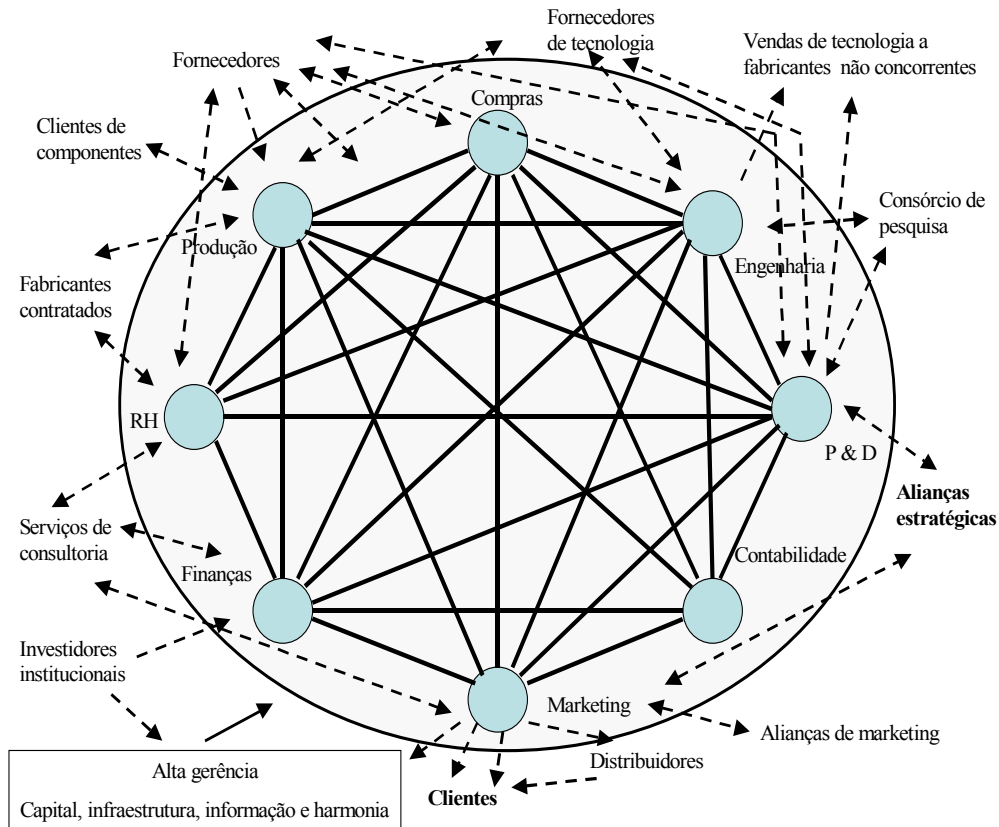 Fornecedores
de tecnologia
Vendas de tecnologia a
fabricantes não concorrentes
Fornecedores
Compras
Clientes de
componentes
Consórcio de
pesquisa
Produção
Engenharia
Fabricantes
contratados
RH
P & D
Alianças
estratégicas
Serviços de
consultoria
Contabilidade
Finanças
Investidores
institucionais
Marketing
Alianças de marketing
Distribuidores
Alta gerência
Clientes
Capital, infraestrutura, informação e harmonia